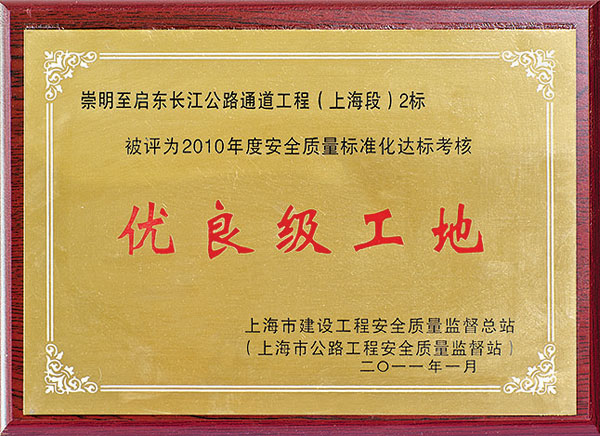 崇明至启东长江公路通道工程（上海段）2标
被评为2010年度安全质量标准化达标考核
优良级工地
上海市建设工程安全质量监督总站
（上海市公路工程安全质量监督站）
二〇一一年一月